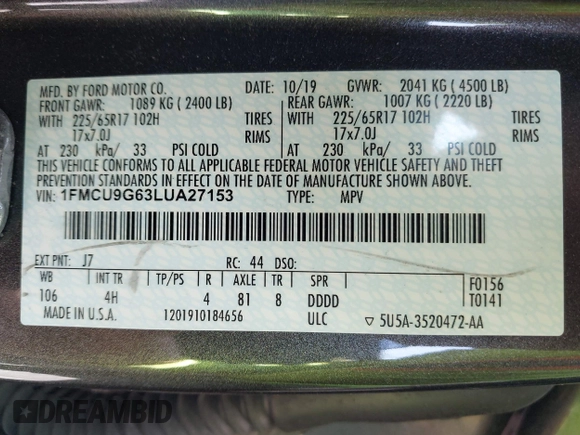 MFD. BY FORD MOTOR CO. DATE: 10/19 GVWR: 2041 KG ( 4500 LB)
FRONT GAWR: 1089 KG ( 2400 LB) REAR GAWR: 1007 KG ( 2220 LB)
WITH 225/65R17 102H TIRES WITH 225/65R17 102H TIRES
17x7.0J RIMS 17x7.0J RIMS
AT 230 kPa/ 33 PSI COLD AT 230 kPa/ 33 PSI COLD
THIS VEHICLE CONFORMS TO ALL APPLICABLE FEDERAL MOTOR VEHICLE SAFETY AND THEFT
PREVENTION STANDARDS IN EFFECT ON THE DATE OF MANUFACTURE SHOWN ABOVE.
VIN: 1FMCU9G63LUA27153 TYPE: MPV
EXT PNT: J7 RC: 44 DSO:
WB INT TR TP/PS R AX TR SPR F0156
106 4H 4 81 8 DDDD T0141
MADE IN U.S.A. 1201910184656 ULC ▽ 5U5A-3520472-AA
DREAMBID